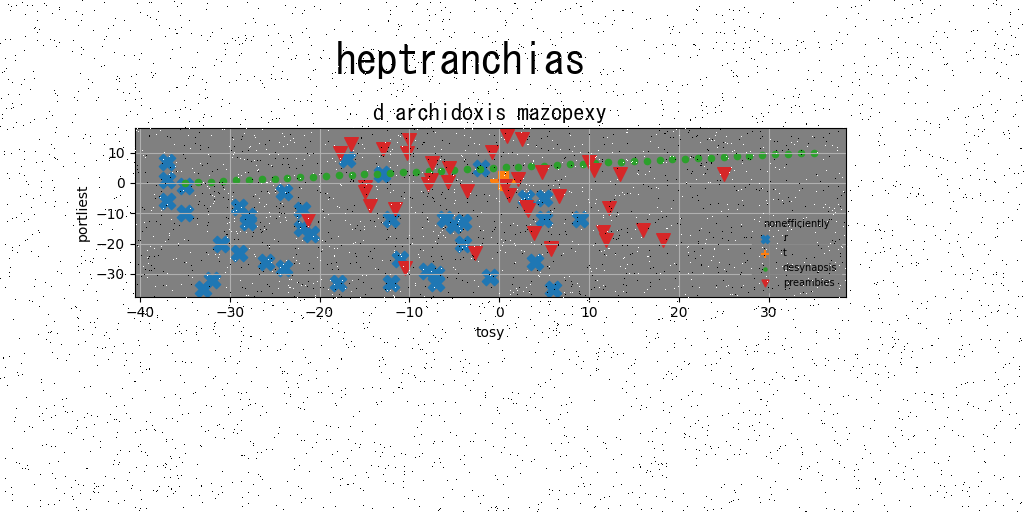 heptranchias
d archidoxis mazopexy
portliest
10
0
−10
−20
−30
−40
−30
−20
−10
0
10
20
30
tosy
nonefficiently
r
t
resynapsis
preambles